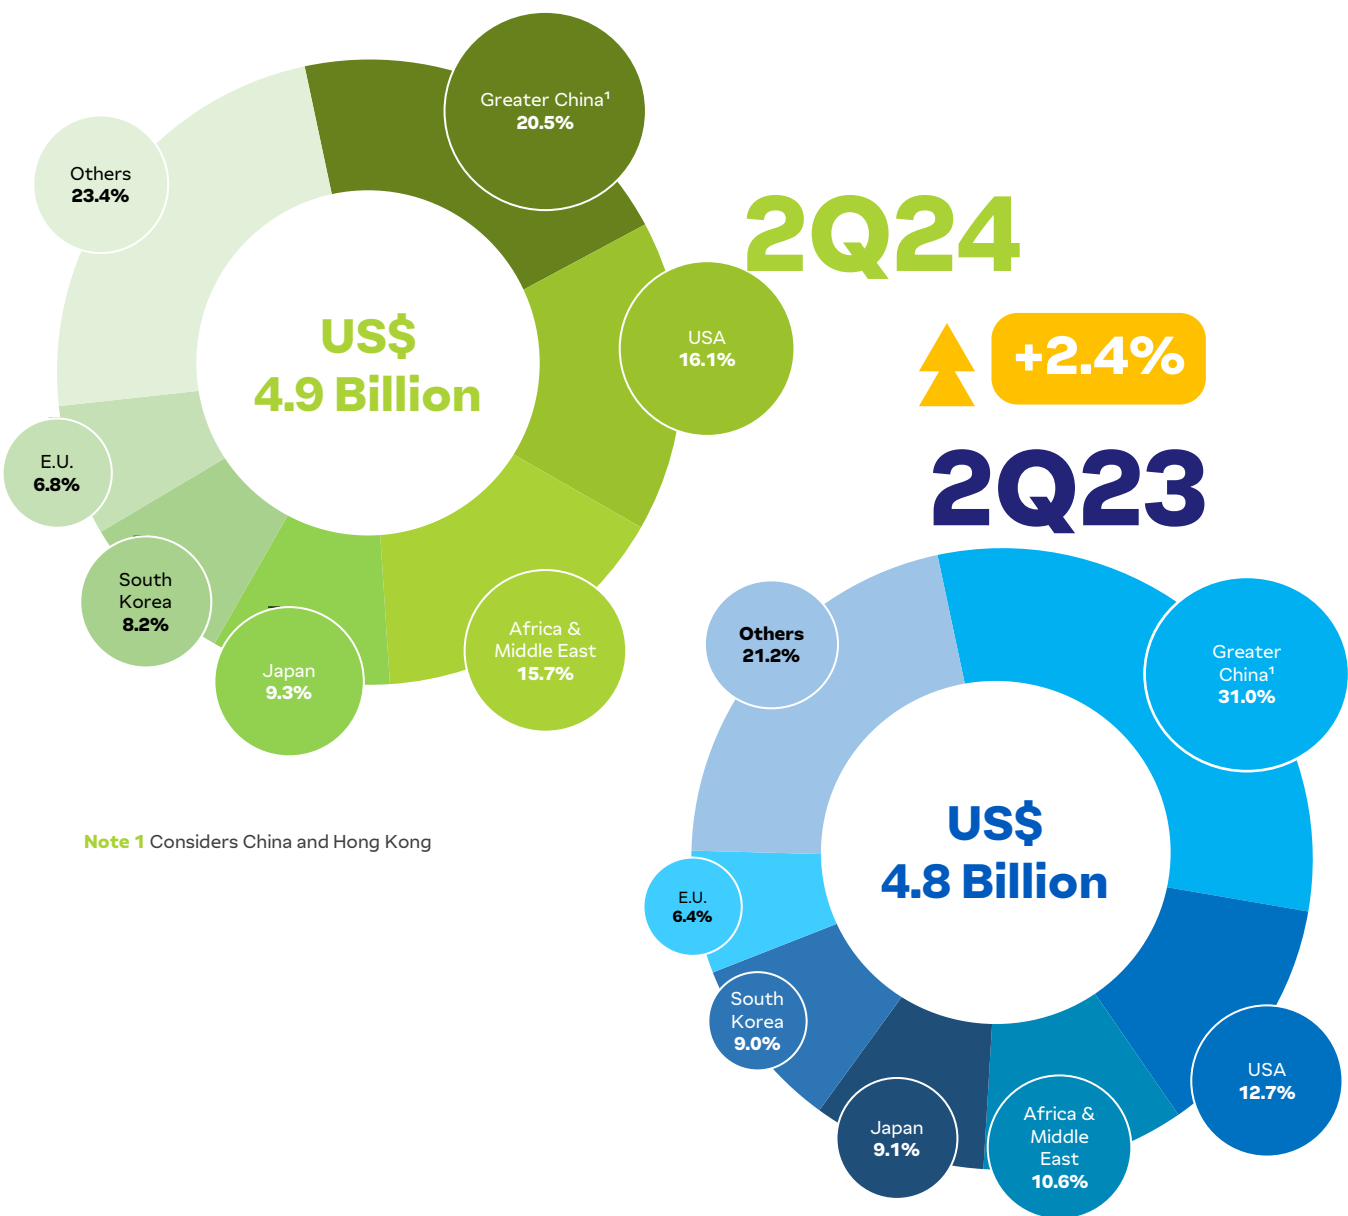 Greater China¹
20.5%
Others
23.4%
2Q24
US$
4.9 Billion
USA
16.1%
+2.4%
E.U.
6.8%
2Q23
South
Korea
8.2%
Africa &
Middle East
15.7%
Japan
9.3%
Others
21.2%
Greater
China¹
31.0%
Note 1 Considers China and Hong Kong
US$
4.8 Billion
E.U.
6.4%
South
Korea
9.0%
USA
12.7%
Japan
9.1%
Africa &
Middle
East
10.6%